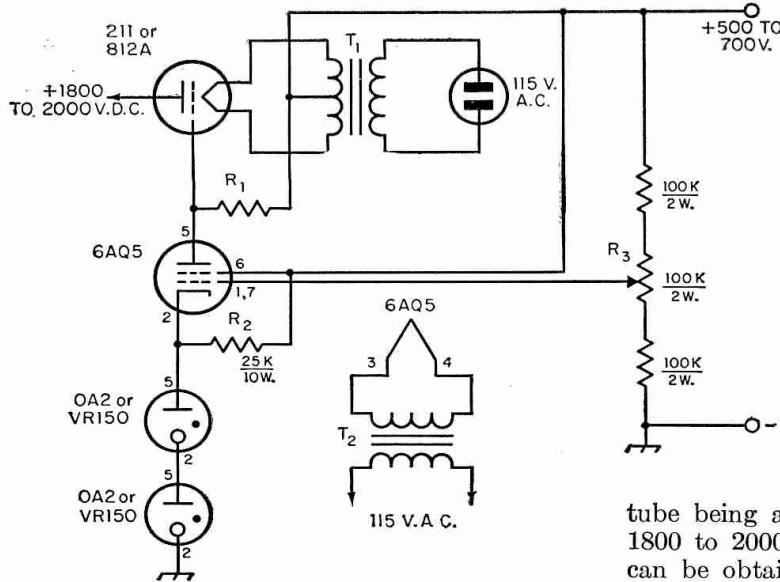 211 or
812A
T1
+500 TO
700V.
+1800
TO 2000V.D.C.
115 V.
A.C.
R1
5
100K
2W.
6AQ5
6
R3
1,7
100K
2W.
2
R2
6AQ5
25K
10W.
3
4
100K
2W.
5
OA2 or
VR150
2
T2
-
5
OA2 or
VR150
2
115 V.A C.
tube being a
1800 to 2000
can be obtai